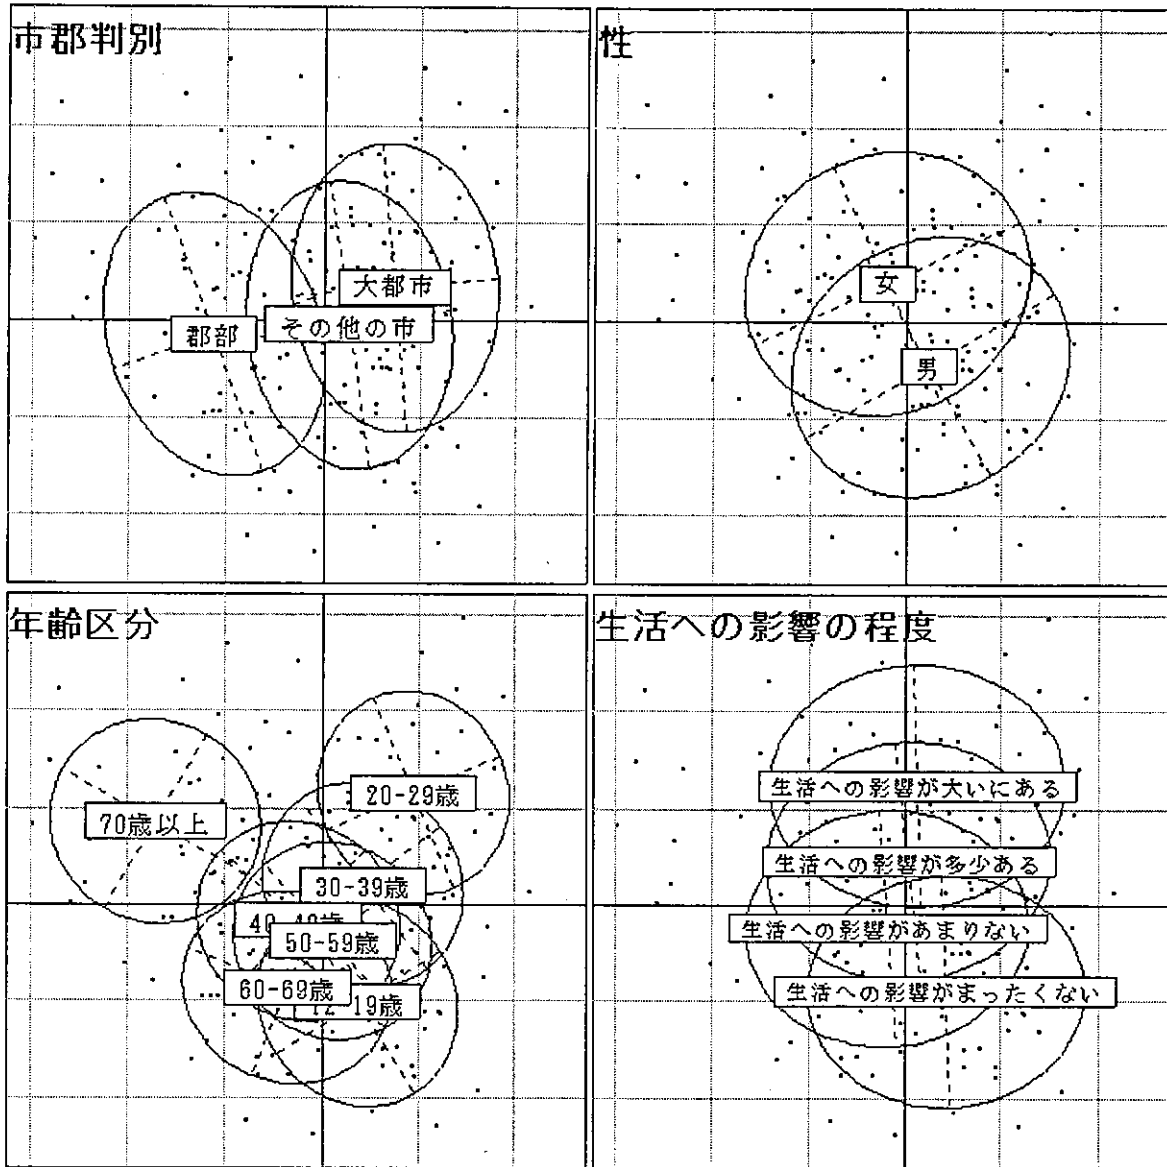 市郡判別
大都市
その他の市
郡部
性
女
男
年齢区分
20-29歳
70歳以上
30-39歳
50-59歳
60-69歳
生活への影響の程度
生活への影響が大いにある
生活への影響が多少ある
生活への影響があまりない
生活への影響がまったくない